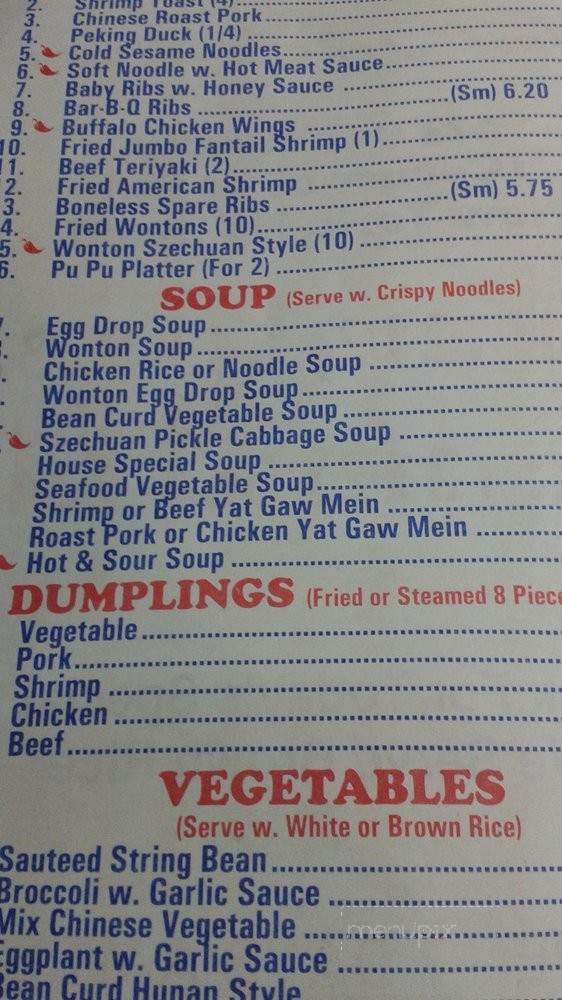 2. Shrimp Toast (4)
3. Chinese Roast Pork
4. Peking Duck (1/4)
5. Cold Sesame Noodles
6. Soft Noodle w. Hot Meat Sauce
7. Baby Ribs w. Honey Sauce
8. Bar-B-Q Ribs (Sm) 6.20
9. Buffalo Chicken Wings
10. Fried Jumbo Fantail Shrimp (1)
11. Beef Teriyaki (2)
2. Fried American Shrimp
3. Boneless Spare Ribs (Sm) 5.75
4. Fried Wontons (10)
5. Wonton Szechuan Style (10)
6. Pu Pu Platter (For 2)
SOUP (Serve w. Crispy Noodles)
Egg Drop Soup
Wonton Soup
Chicken Rice or Noodle Soup
Wonton Egg Drop Soup
Bean Curd Vegetable Soup
Szechuan Pickle Cabbage Soup
House Special Soup
Seafood Vegetable Soup
Shrimp or Beef Yat Gaw Mein
Roast Pork or Chicken Yat Gaw Mein
Hot & Sour Soup
DUMPLINGS (Fried or Steamed 8 Piece
Vegetable
Pork
Shrimp
Chicken
Beef
VEGETABLES
(Serve w. White or Brown Rice)
Sauteed String Bean
Broccoli w. Garlic Sauce
Mix Chinese Vegetable
menupix
Eggplant w. Garlic Sauce
Bean Curd Hunan Style